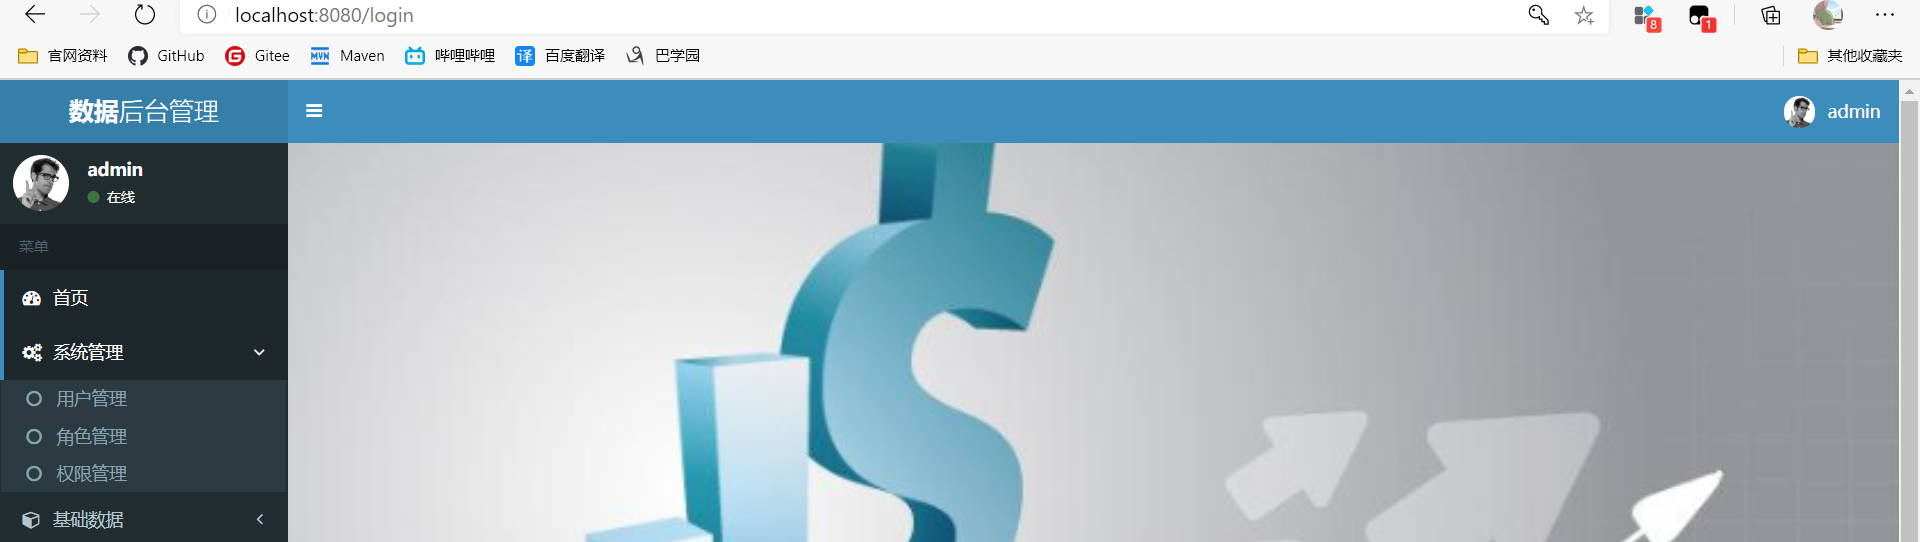 localhost:8080/login
8
1
官网资料 GitHub Gitee Maven 哔哩哔哩 译 百度翻译 巴学园 其他收藏夹
数据后台管理
admin
admin
在线
菜单
首页
系统管理
用户管理
角色管理
权限管理
基础数据